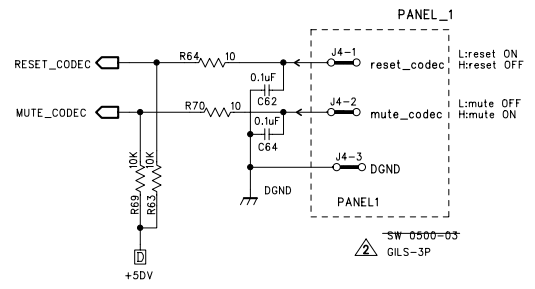 PANEL_1
R64 10
J4-1
RESET_CODEC
reset_codec
L:reset ON
H:reset OFF
0.1uF
C62
R70 10
J4-2
MUTE_CODEC
mute_codec
L:mute OFF
H:mute ON
0.1uF
C64
10K
10K
J4-3
DGND
R69
R63
DGND
PANEL1
D
+5DV
2
SW 0500-03
GILS-3P